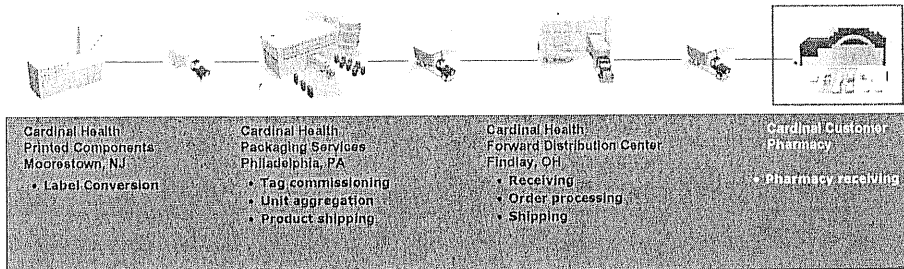 Cardinal Health
Printed Components
Moorestown, NJ
• Label Conversion
Cardinal Health
Packaging Services
Philadelphia, PA
• Tag commissioning
• Unit aggregation
• Product shipping
Cardinal Health
Forward Distribution Center
Findlay, OH
• Receiving
• Order processing
• Shipping
Cardinal Customer
Pharmacy
• Pharmacy receiving